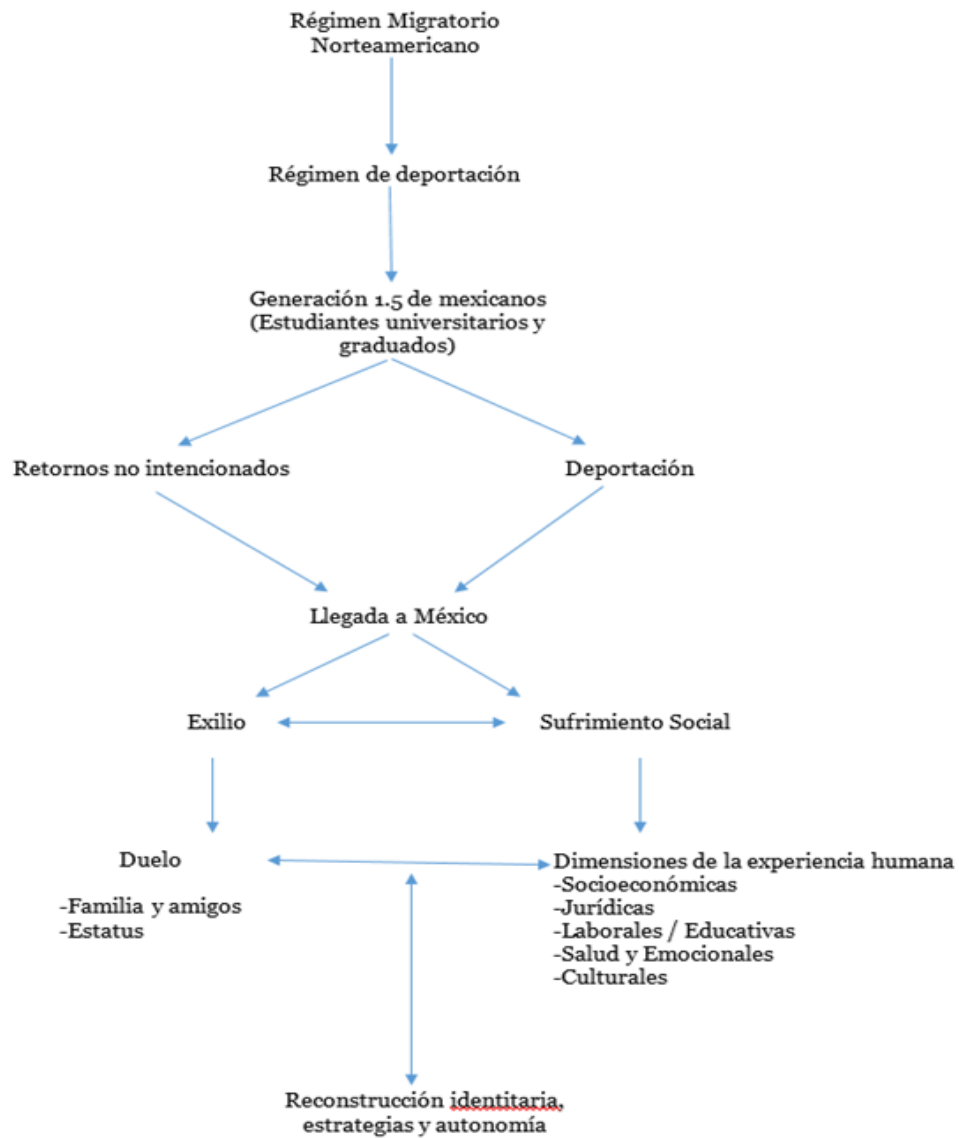 Régimen Migratorio
Norteamericano
Régimen de deportación
Generación 1.5 de mexicanos
(Estudiantes universitarios y
graduados)
Retornos no intencionados
Deportación
Llegada a México
Exilio
Sufrimiento Social
Duelo
-Familia y amigos
-Estatus
Dimensiones de la experiencia humana
-Socioeconómicas
-Jurídicas
-Laborales / Educativas
-Salud y Emocionales
-Culturales
Reconstrucción identitaria,
estrategias y autonomía